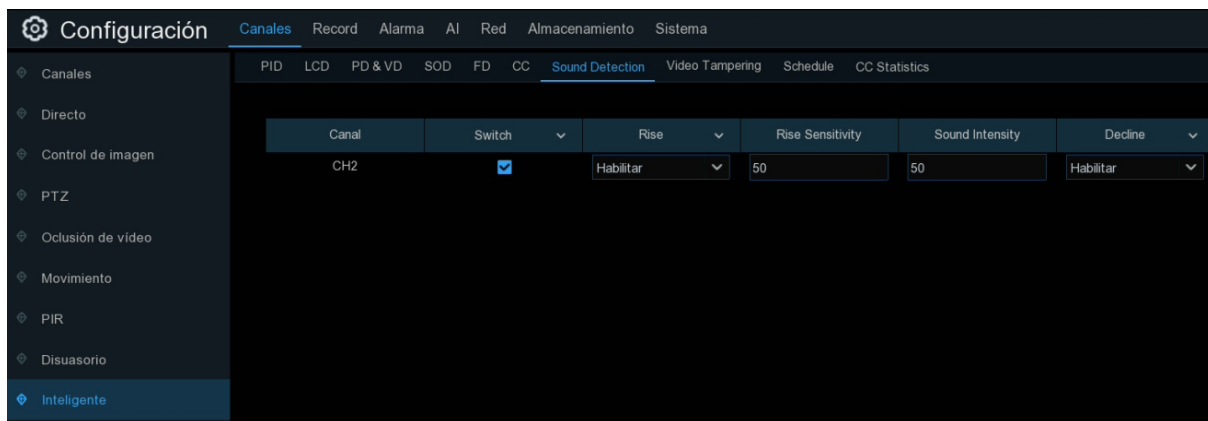 Configuración
Canales Record Alarma AI Red Almacenamiento Sistema
Canales
Directo
Control de imagen
PTZ
Oclusión de vídeo
Movimiento
PIR
Disuasorio
Inteligente
PID LCD PD & VD SOD FD CC Sound Detection Video Tampering Schedule CC Statistics
Canal Switch Rise Rise Sensitivity Sound Intensity Decline
CH2 Habilitar 50 50 Habilitar